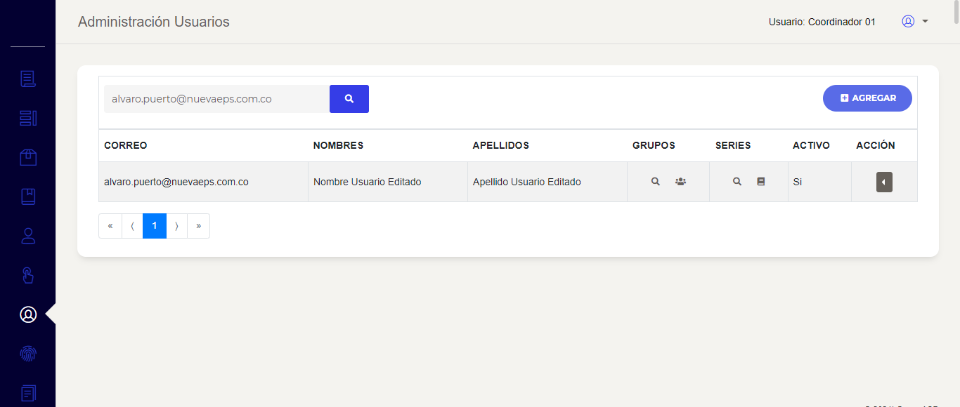 Administración Usuarios
Usuario: Coordinador 01
alvaro.puerto@nuevaeps.com.co
AGREGAR
CORREO NOMBRES APELLIDOS GRUPOS SERIES ACTIVO ACCIÓN
alvaro.puerto@nuevaeps.com.co Nombre Usuario Editado Apellido Usuario Editado Si
« ⟨ 1 ⟩ »